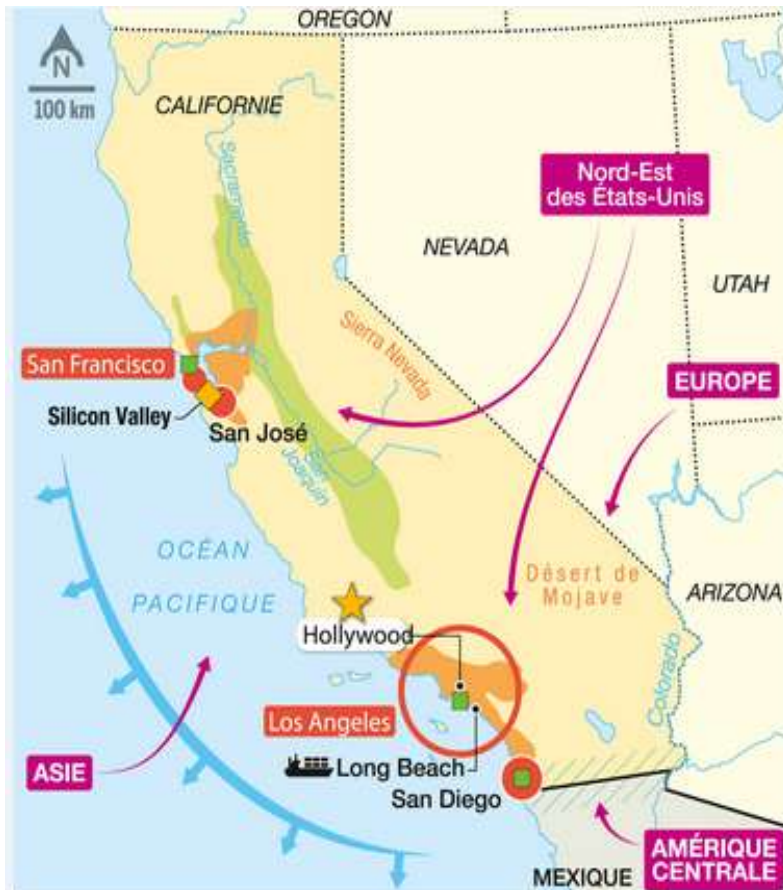 OREGON
N
100 km
CALIFORNIE
Sacramento
Nord-Est
des États-Unis
NEVADA
UTAH
Sierra Nevada
San Francisco
EUROPE
Silicon Valley
San José
San
Joaquin
OCÉAN
PACIFIQUE
Désert de
Mojave
ARIZONA
Hollywood
Colorado
Los Angeles
ASIE
Long Beach
San Diego
AMÉRIQUE
CENTRALE
MEXIQUE